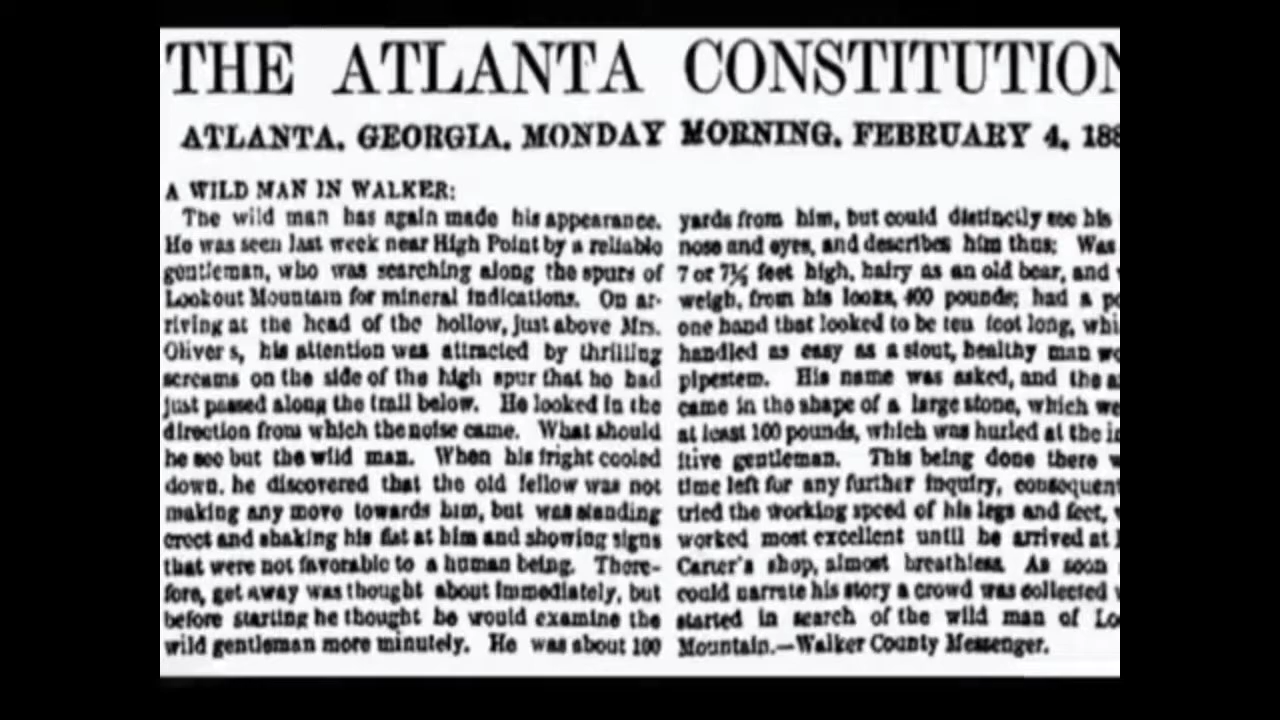 THE ATLANTA CONSTITUTION
ATLANTA, GEORGIA, MONDAY MORNING, FEBRUARY 4, 188
A WILD MAN IN WALKER:
The wild man has again made his appearance.
He was seen last week near High Point by a reliable
gentleman, who was searching along the spurs of
Lookout Mountain for mineral indications. On ar-
riving at the head of the hollow, just above Mrs.
Oliver s, his attention was attracted by thrilling
screams on the side of the high spur that he had
just passed along the trail below. He looked in the
direction from which the noise came. What should
he see but the wild man. When his fright cooled
down, he discovered that the old fellow was not
making any move towards him, but was standing
erect and shaking his fist at him and showing signs
that were not favorable to a human being. There-
fore, get away was thought about immediately, but
before starting he thought he would examine the
wild gentleman more minutely. He was about 100
yards from him, but could distinctly see his
nose and eyes, and describes him thus: Was
7 or 7½ feet high, hairy as an old bear, and
weigh, from his looks, 400 pounds; had a po
one hand that looked to be ten foot long, whi
handled as easy as a stout, healthy man wo
pipestem. His name was asked, and the a
came in the shape of a large stone, which we
at least 100 pounds, which was hurled at the in
itive gentleman. This being done there w
time left for any further inquiry, consequent
tried the working speed of his legs and feet,
worked most excellent until he arrived at
Carter's shop, almost breathless. As soon
could narrate his story a crowd was collected
started in search of the wild man of Lo
Mountain.—Walker County Messenger.